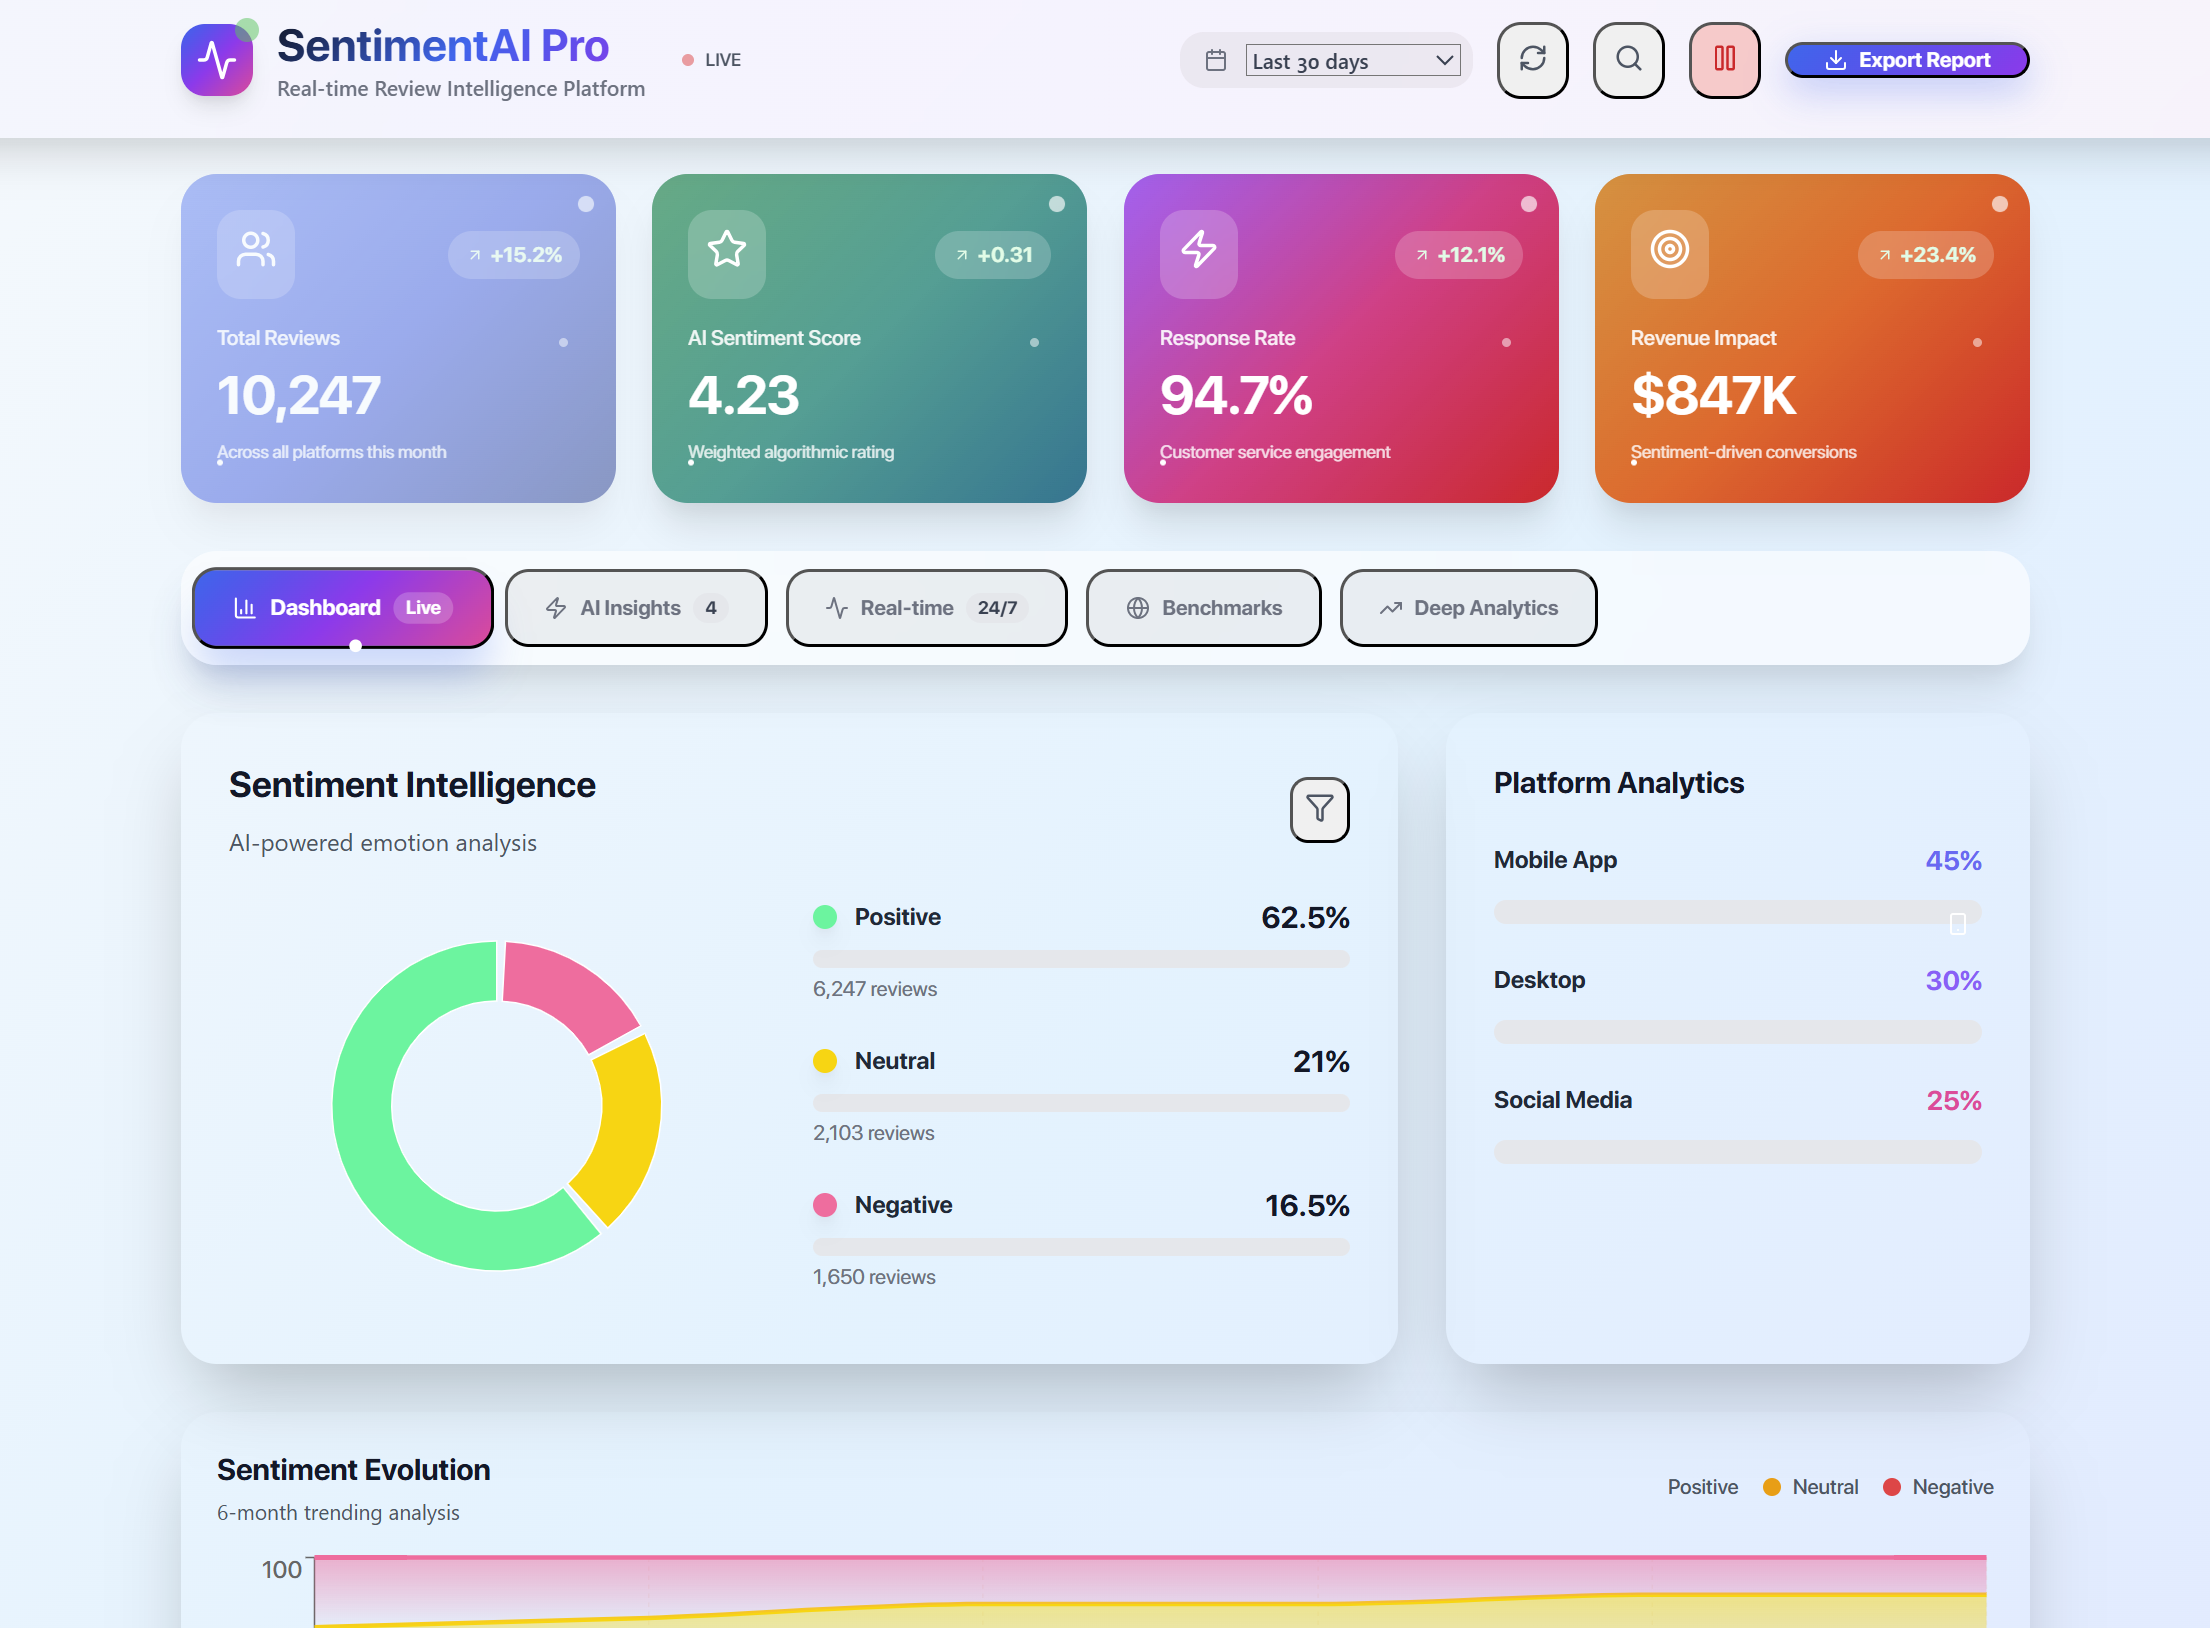 SentimentAI Pro
Real-time Review Intelligence Platform
LIVE
Last 30 days
Export Report
+15.2%
Total Reviews
10,247
Across all platforms this month
+0.31
AI Sentiment Score
4.23
Weighted algorithmic rating
+12.1%
Response Rate
94.7%
Customer service engagement
+23.4%
Revenue Impact
$847K
Sentiment-driven conversions
Dashboard Live
AI Insights 4
Real-time 24/7
Benchmarks
Deep Analytics
Sentiment Intelligence
AI-powered emotion analysis
Positive 62.5%
6,247 reviews
Neutral 21%
2,103 reviews
Negative 16.5%
1,650 reviews
Platform Analytics
Mobile App 45%
Desktop 30%
Social Media 25%
Sentiment Evolution
6-month trending analysis
Positive Neutral Negative
100